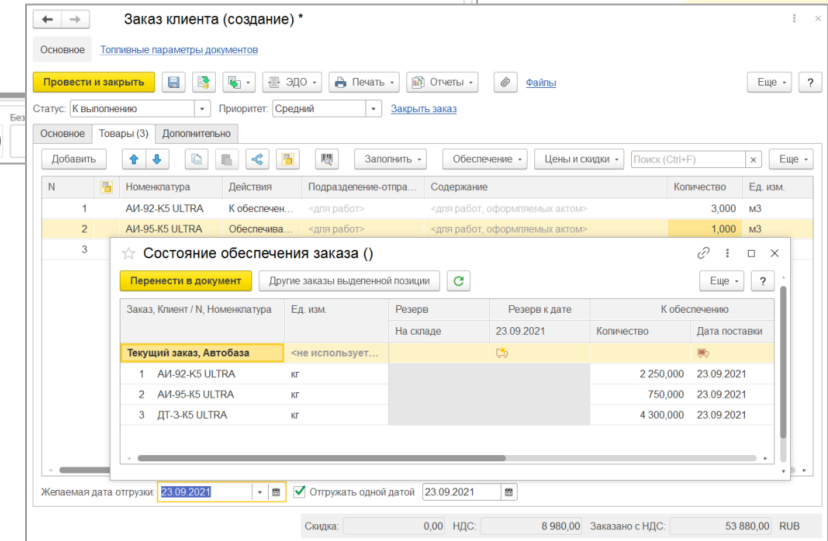 Заказ клиента (создание) *
Основное Топливные параметры документов
Провести и закрыть ЭДО Печать Отчеты Файлы Еще ?
Статус: К выполнению Приоритет: Средний Закрыть заказ
Без
Основное Товары (3) Дополнительно
Добавить Заполнить Обеспечение Цены и скидки Поиск (Ctrl+F) × Еще
N Номенклатура Действия Подразделение-отпра... Содержание Количество Ед. изм.
1 АИ-92-К5 ULTRA К обеспечен... <для работ> <для работ, оформляемых актом> 3,000 м3
2 АИ-95-К5 ULTRA Обеспечива... <для работ> <для работ, оформляемых актом> 1,000 м3
3
Состояние обеспечения заказа ()
Перенести в документ Другие заказы выделенной позиции Еще ?
Заказ, Клиент / N, Номенклатура Ед. изм. Резерв Резерв к дате К обеспечению
На складе 23.09.2021 Количество Дата поставки
Текущий заказ, Автобаза <не использует...
1 АИ-92-К5 ULTRA кг 2 250,000 23.09.2021
2 АИ-95-К5 ULTRA кг 750,000 23.09.2021
3 ДТ-З-К5 ULTRA кг 4 300,000 23.09.2021
Желаемая дата отгрузки: 23.09.2021 Отгружать одной датой 23.09.2021
Скидка: 0,00 НДС: 8 980,00 Заказано с НДС: 53 880,00 RUB